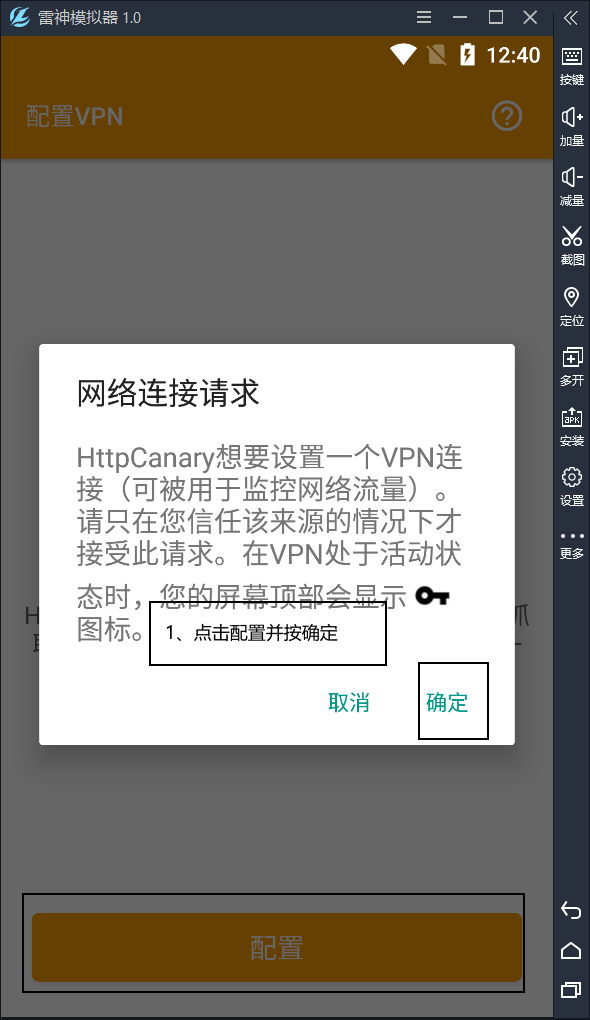 雷神模拟器 1.0
12:40
配置VPN
按键
加量
减量
截图
定位
多开
安装
设置
更多
网络连接请求
HttpCanary想要设置一个VPN连
接（可被用于监控网络流量）。
请只在您信任该来源的情况下才
接受此请求。在VPN处于活动状
态时，您的屏幕顶部会显示
图标。
1、点击配置并按确定
取消
确定
配置